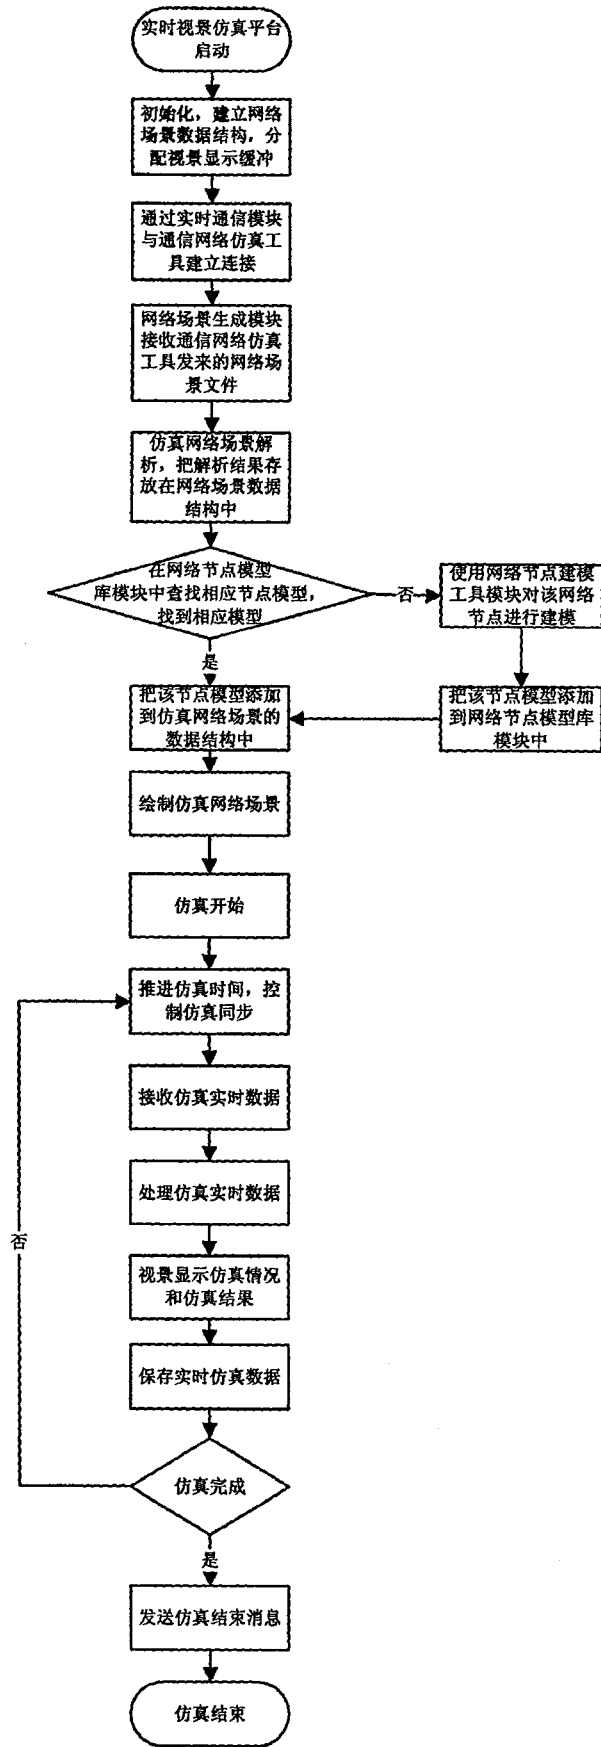 实时视景仿真平台
启动
初始化，建立网络
场景数据结构，分
配视景显示缓冲
通过实时通信模块
与通信网络仿真工
具建立连接
网络场景生成模块
接收通信网络仿真
工具发来的网络场
景文件
仿真网络场景解
析，把解析结果存
放在网络场景数据
结构中
在网络节点模型
库模块中查找相应节点模型，
找到相应模型
否
使用网络节点建模
工具模块对该网络
节点进行建模
是
把该节点模型添加
到仿真网络场景的
数据结构中
把该节点模型添加
到网络节点模型库
模块中
绘制仿真网络场景
仿真开始
推进仿真时间，控
制仿真同步
接收仿真实时数据
处理仿真实时数据
否
视景显示仿真情况
和仿真结果
保存实时仿真数据
仿真完成
是
发送仿真结束消息
仿真结束